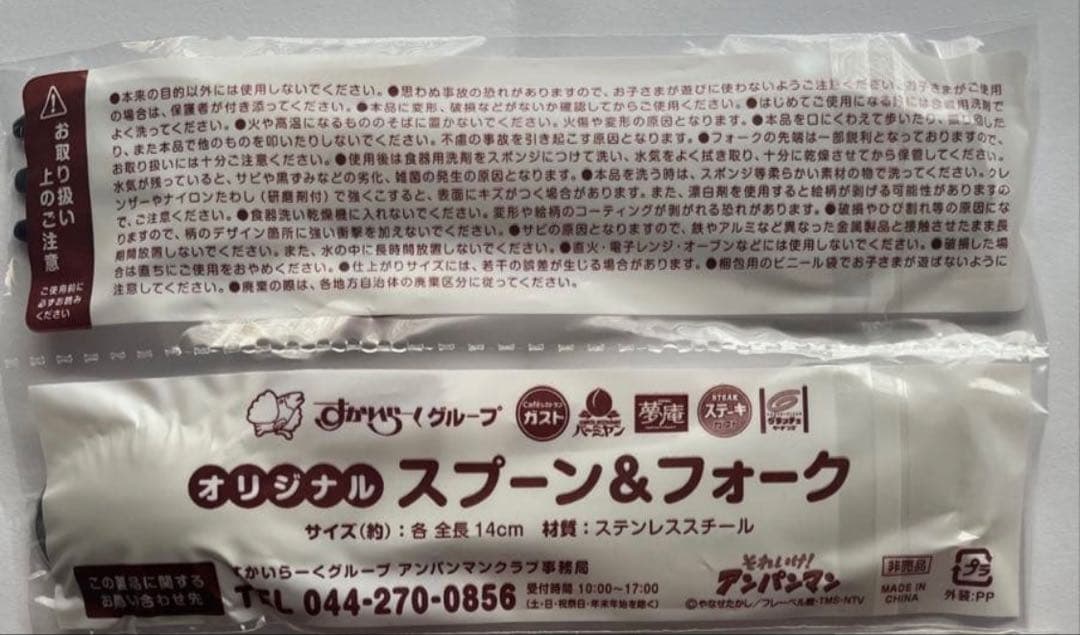 お取り扱い
上のご注意
ご使用前に
必ずお読み
ください
●本来の目的以外には使用しないでください。●思わぬ事故の恐れがありますので、お子さまが遊びに使わないようご注意ください。お子さまがご使用
の場合は、保護者が付き添ってください。●本品に変形、破損などがないか確認してからご使用ください。●はじめてご使用になる際には食器用洗剤で
よく洗ってください。●火や高温になるもののそばに置かないでください。火傷や変形の原因となります。●本品を口にくわえて歩いたり、振り回した
り、また本品で他のものを叩いたりしないでください。不慮の事故を引き起こす原因となります。●フォークの先端は一部鋭利となっておりますので、
お取り扱いには十分ご注意ください。●使用後は食器用洗剤をスポンジにつけて洗い、水気をよく拭き取り、十分に乾燥させてから保管してください。
水気が残っていると、サビや黒ずみなどの劣化、雑菌の発生の原因となります。●本品を洗う時は、スポンジ等柔らかい素材の物で洗ってください。クレ
ンザーやナイロンたわし(研磨剤付)で強くこすると、表面にキズがつく場合があります。また、漂白剤を使用すると絵柄が剥げる可能性がありますの
で、ご注意ください。●食器洗い乾燥機に入れないでください。変形や絵柄のコーティングが剥がれる恐れがあります。●破損やひび割れ等の原因にな
りますので、柄のデザイン箇所に強い衝撃を加えないでください。●サビの原因となりますので、鉄やアルミなど異なった金属製品と接触させたまま長
期間放置しないでください。また、水の中に長時間放置しないでください。●直火・電子レンジ・オーブンなどには使用しないでください。●破損した場
合は直ちにご使用をおやめください。●仕上がりサイズには、若干の誤差が生じる場合があります。●梱包用のビニール袋でお子さまが遊ばないように
注意してください。●廃棄の際は、各地方自治体の廃棄区分に従ってください。
すかいらーくグループ Caféレストラン ガスト バーミヤン 夢庵 STEAK ステーキ ガスト グラッチェ ガーデンズ
オリジナル スプーン&フォーク
サイズ(約):各 全長14cm 材質:ステンレススチール
この製品に関する
お問い合わせ先
すかいらーくグループ アンパンマンクラブ事務局
TEL 044-270-0856 受付時間 10:00~17:00
(土・日・祝祭日・年末年始を除く)
それいけ!
アンパンマン
©やなせたかし/フレーベル館・TMS・NTV
非売品
MADE IN
CHINA
プラ
外装:PP